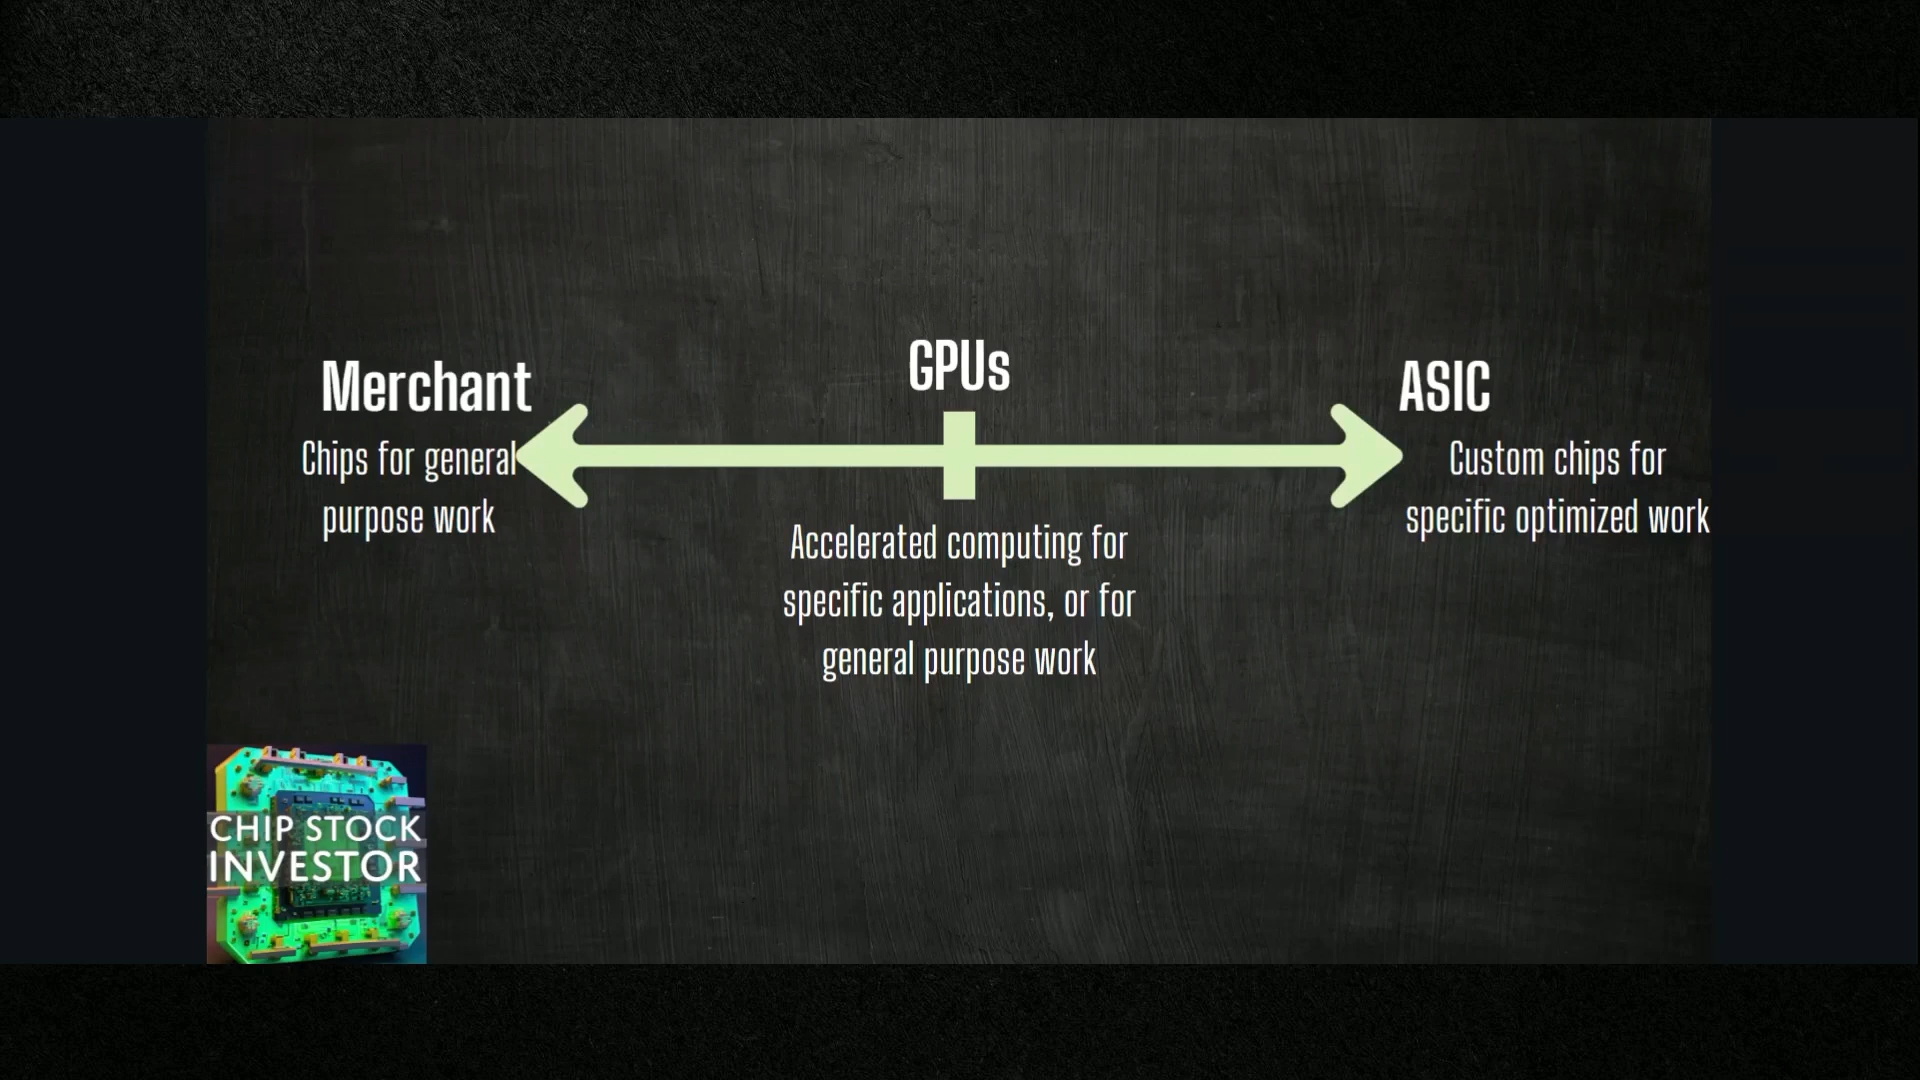 Merchant
Chips for general
purpose work
GPUs
Accelerated computing for
specific applications, or for
general purpose work
ASIC
Custom chips for
specific optimized work
CHIP STOCK
INVESTOR